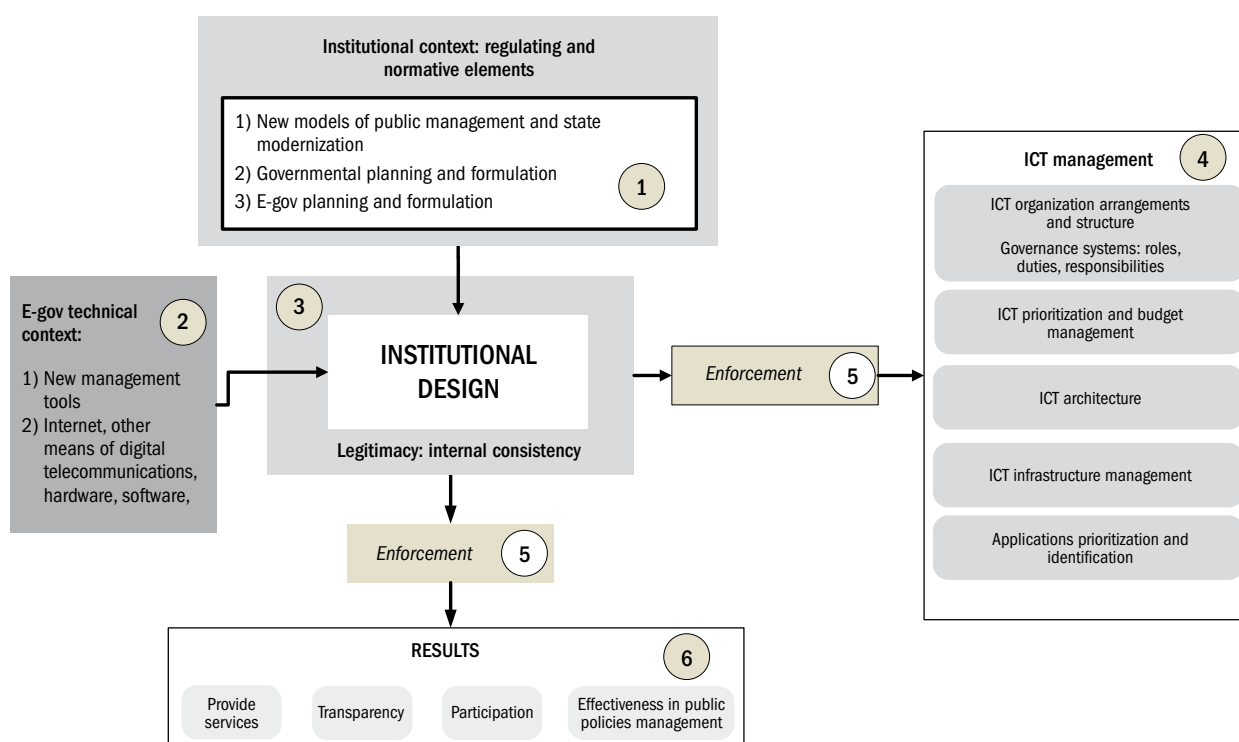 Institutional context: regulating and
normative elements
1) New models of public management and state
modernization
2) Governmental planning and formulation
3) E-gov planning and formulation
1
E-gov technical
context:
2
1) New management
tools
2) Internet, other
means of digital
telecommunications,
hardware, software,
3
INSTITUTIONAL
DESIGN
Legitimacy: internal consistency
Enforcement
5
ICT management
4
ICT organization arrangements
and structure
Governance systems: roles,
duties, responsibilities
ICT prioritization and budget
management
ICT architecture
ICT infrastructure management
Applications prioritization and
identification
Enforcement
5
RESULTS
6
Provide
services
Transparency
Participation
Effectiveness in public
policies management